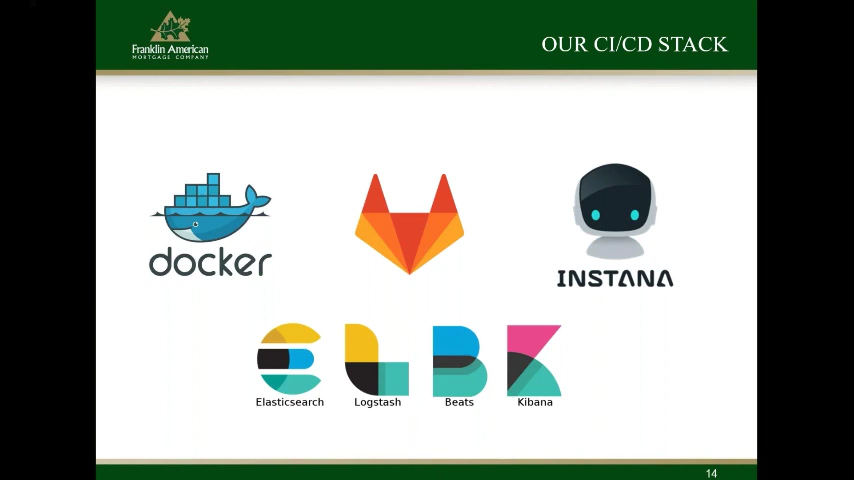 Franklin American
MORTGAGE COMPANY
OUR CI/CD STACK
docker
INSTANA
Elasticsearch
Logstash
Beats
Kibana
14